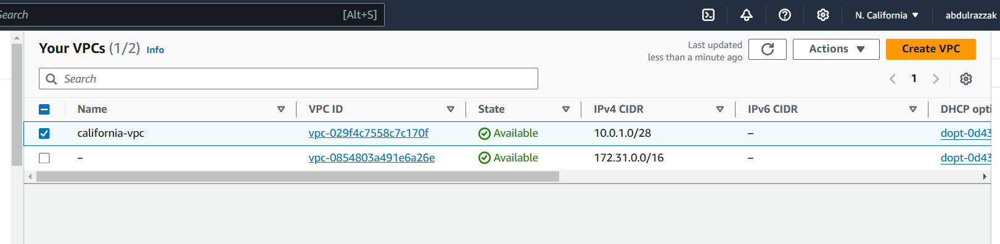 Search [Alt+S] N. California abdulrazzak
Your VPCs (1/2) Info Last updated less than a minute ago Actions Create VPC
Search 1
Name VPC ID State IPv4 CIDR IPv6 CIDR DHCP opti
california-vpc vpc-029f4c7558c7c170f Available 10.0.1.0/28 – dopt-0d43
– vpc-0854803a491e6a26e Available 172.31.0.0/16 – dopt-0d43